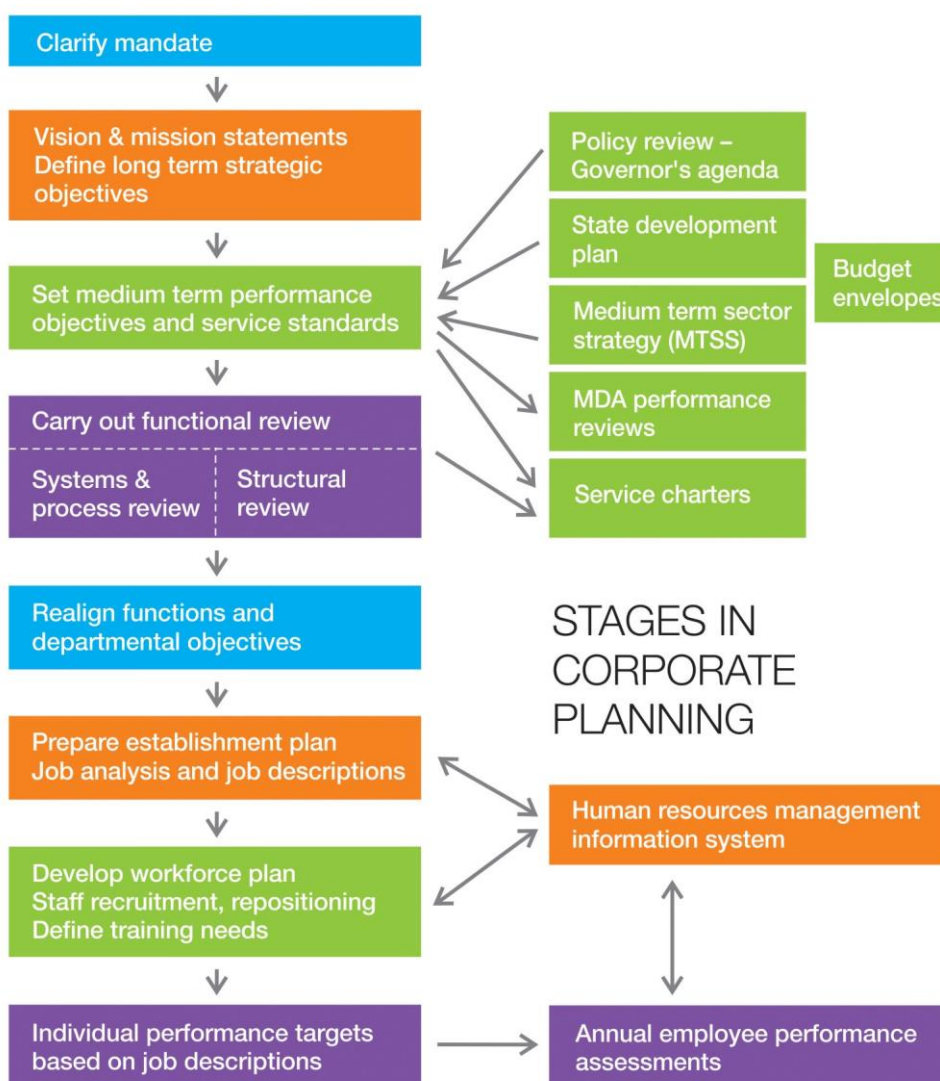 Clarify mandate
Vision & mission statements
Define long term strategic
objectives
Set medium term performance
objectives and service standards
Carry out functional review
Systems &
process review
Structural
review
Realign functions and
departmental objectives
Prepare establishment plan
Job analysis and job descriptions
Develop workforce plan
Staff recruitment, repositioning
Define training needs
Individual performance targets
based on job descriptions
Policy review –
Governor's agenda
State development
plan
Medium term sector
strategy (MTSS)
MDA performance
reviews
Service charters
Budget
envelopes
STAGES IN
CORPORATE
PLANNING
Human resources management
information system
Annual employee performance
assessments